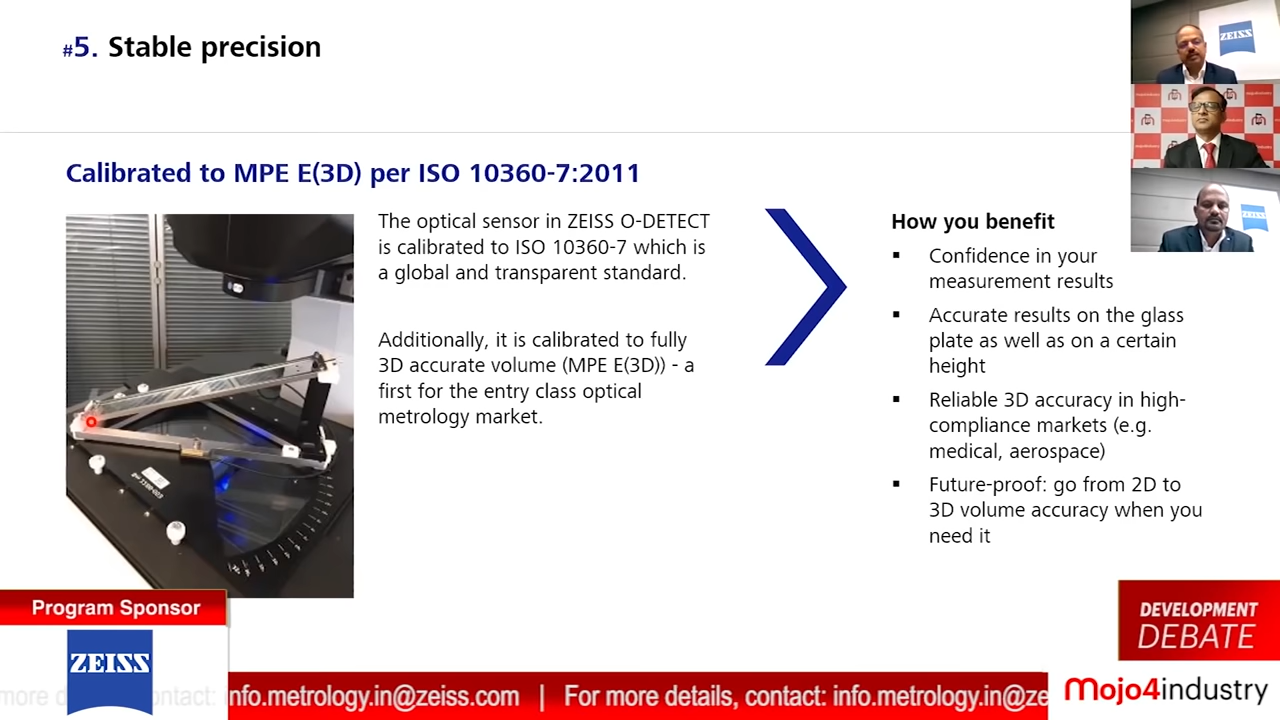 #5. Stable precision
ZEISS
mojo4industry
ZEISS
Calibrated to MPE E(3D) per ISO 10360-7:2011
The optical sensor in ZEISS O-DETECT
is calibrated to ISO 10360-7 which is
a global and transparent standard.
Additionally, it is calibrated to fully
3D accurate volume (MPE E(3D)) - a
first for the entry class optical
metrology market.
How you benefit
▪ Confidence in your
measurement results
▪ Accurate results on the glass
plate as well as on a certain
height
▪ Reliable 3D accuracy in high-
compliance markets (e.g.
medical, aerospace)
▪ Future-proof: go from 2D to
3D volume accuracy when you
need it
Program Sponsor
ZEISS
DEVELOPMENT
DEBATE
more d ontact: info.metrology.in@zeiss.com | For more details, contact: info.metrology.in@ze
Mojo4industry